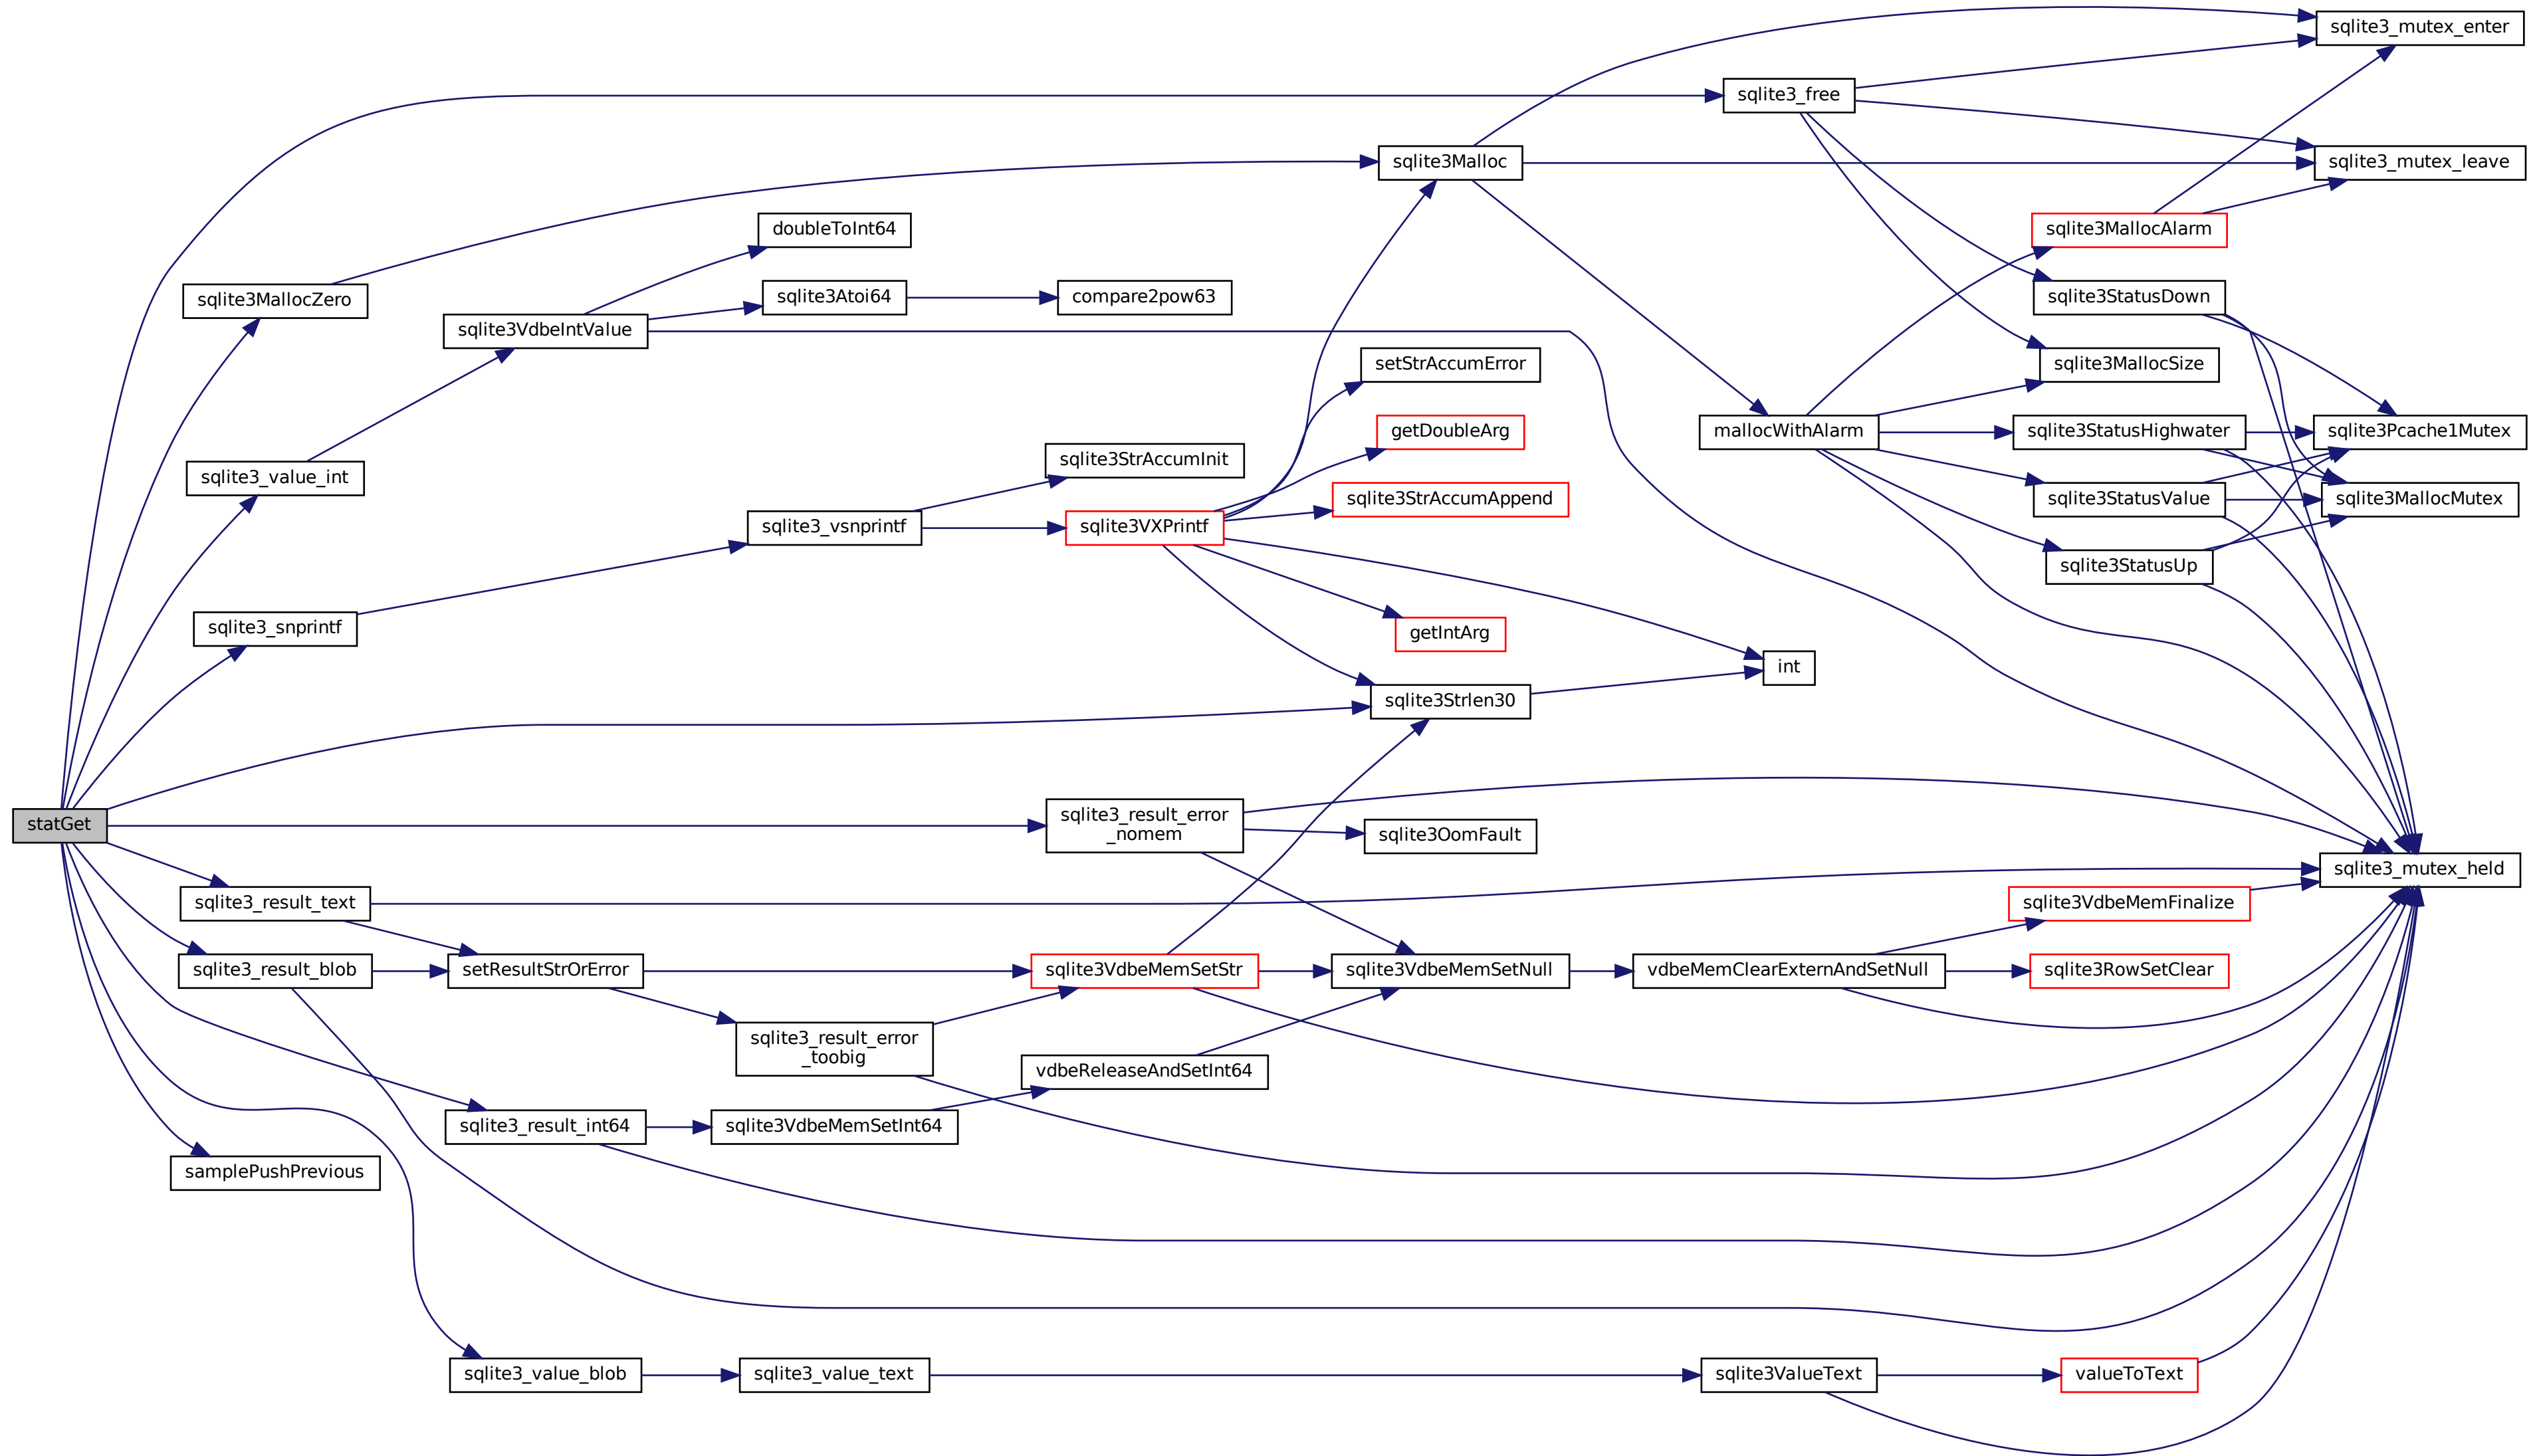 sqlite3_mutex_enter
sqlite3_free
sqlite3Malloc
sqlite3_mutex_leave
doubleToInt64
sqlite3MallocAlarm
sqlite3MallocZero
sqlite3Atoi64
compare2pow63
sqlite3StatusDown
sqlite3VdbeIntValue
setStrAccumError
sqlite3MallocSize
getDoubleArg
mallocWithAlarm
sqlite3StatusHighwater
sqlite3Pcache1Mutex
sqlite3_value_int
sqlite3StrAccumInit
sqlite3StrAccumAppend
sqlite3StatusValue
sqlite3MallocMutex
sqlite3_vsnprintf
sqlite3VXPrintf
sqlite3StatusUp
sqlite3_snprintf
getIntArg
int
sqlite3Strlen30
statGet
sqlite3_result_error
_nomem
sqlite3OomFault
sqlite3_mutex_held
sqlite3_result_text
sqlite3VdbeMemFinalize
sqlite3_result_blob
setResultStrOrError
sqlite3VdbeMemSetStr
sqlite3VdbeMemSetNull
vdbeMemClearExternAndSetNull
sqlite3RowSetClear
sqlite3_result_error
_toobig
vdbeReleaseAndSetInt64
sqlite3_result_int64
sqlite3VdbeMemSetInt64
samplePushPrevious
sqlite3_value_blob
sqlite3_value_text
sqlite3ValueText
valueToText